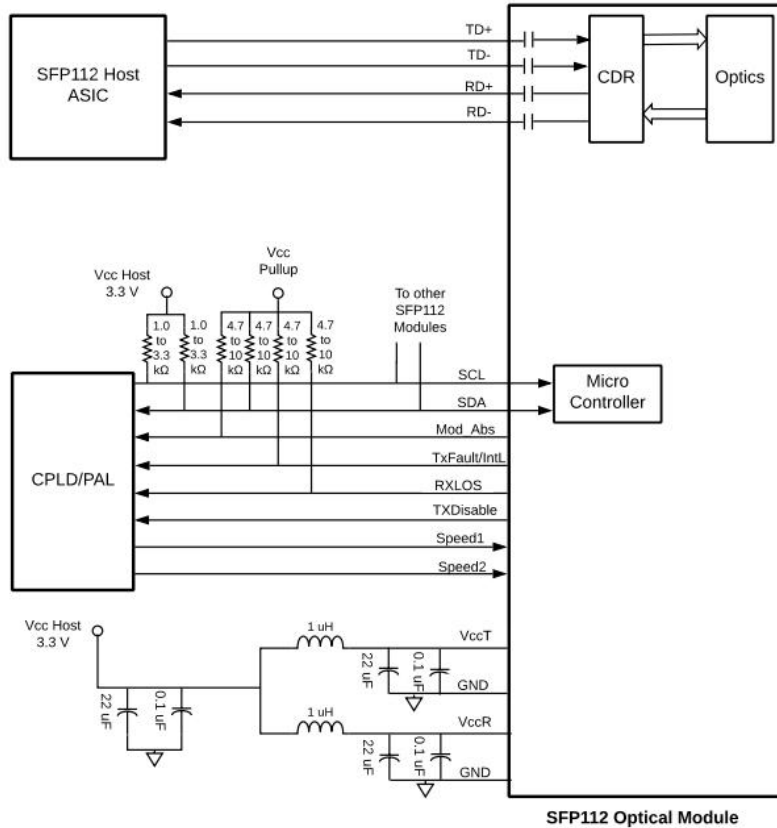 TD+
TD-
SFP112 Host
ASIC
RD+
RD-
CDR
Optics
Vcc
Pullup
Vcc Host
3.3 V
To other
SFP112
Modules
1.0
to
3.3
kΩ
1.0
to
3.3
kΩ
4.7
to
10
kΩ
4.7
to
10
kΩ
4.7
to
10
kΩ
4.7
to
10
kΩ
SCL
SDA
Micro
Controller
Mod_Abs
CPLD/PAL
TxFault/IntL
RXLOS
TXDisable
Speed1
Speed2
Vcc Host
3.3 V
22 uF
0.1 uF
1 uH
22 uF
0.1 uF
VccT
GND
1 uH
22 uF
0.1 uF
VccR
GND
SFP112 Optical Module